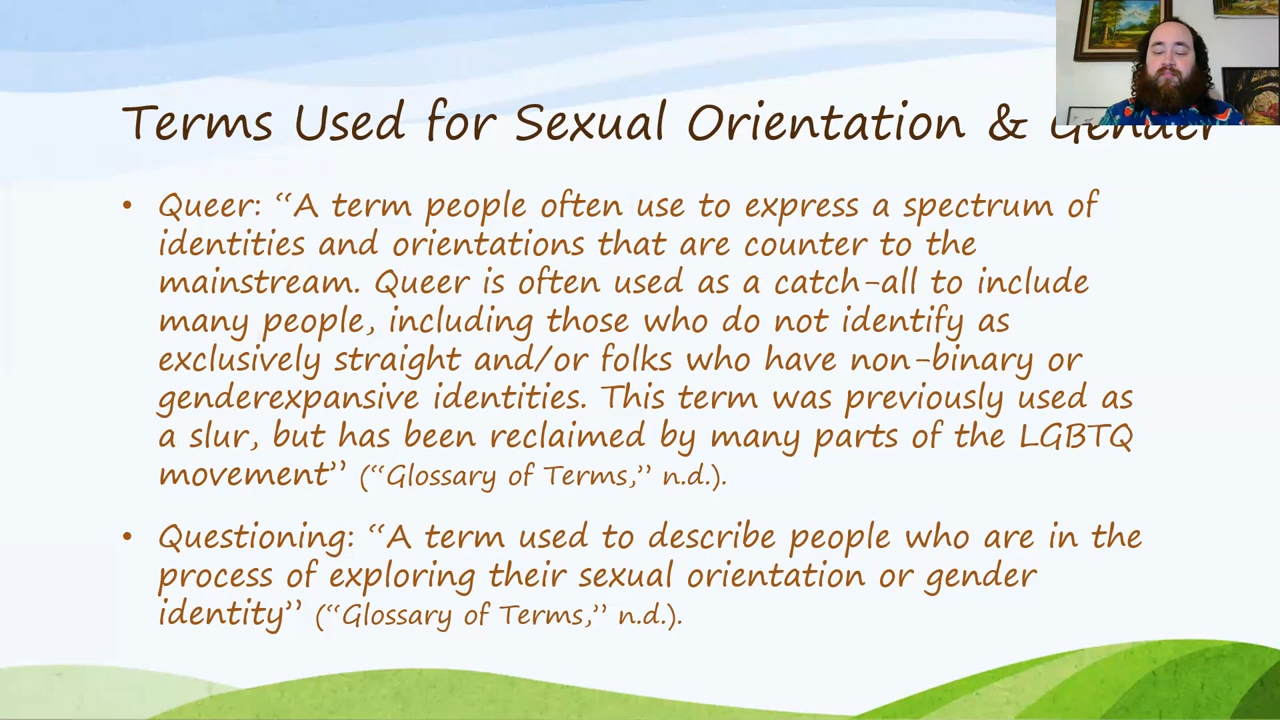 Terms Used for Sexual Orientation & Gender
• Queer: “A term people often use to express a spectrum of
identities and orientations that are counter to the
mainstream. Queer is often used as a catch-all to include
many people, including those who do not identify as
exclusively straight and/or folks who have non-binary or
genderexpansive identities. This term was previously used as
a slur, but has been reclaimed by many parts of the LGBTQ
movement” (“Glossary of Terms,” n.d.).
• Questioning: “A term used to describe people who are in the
process of exploring their sexual orientation or gender
identity” (“Glossary of Terms,” n.d.).